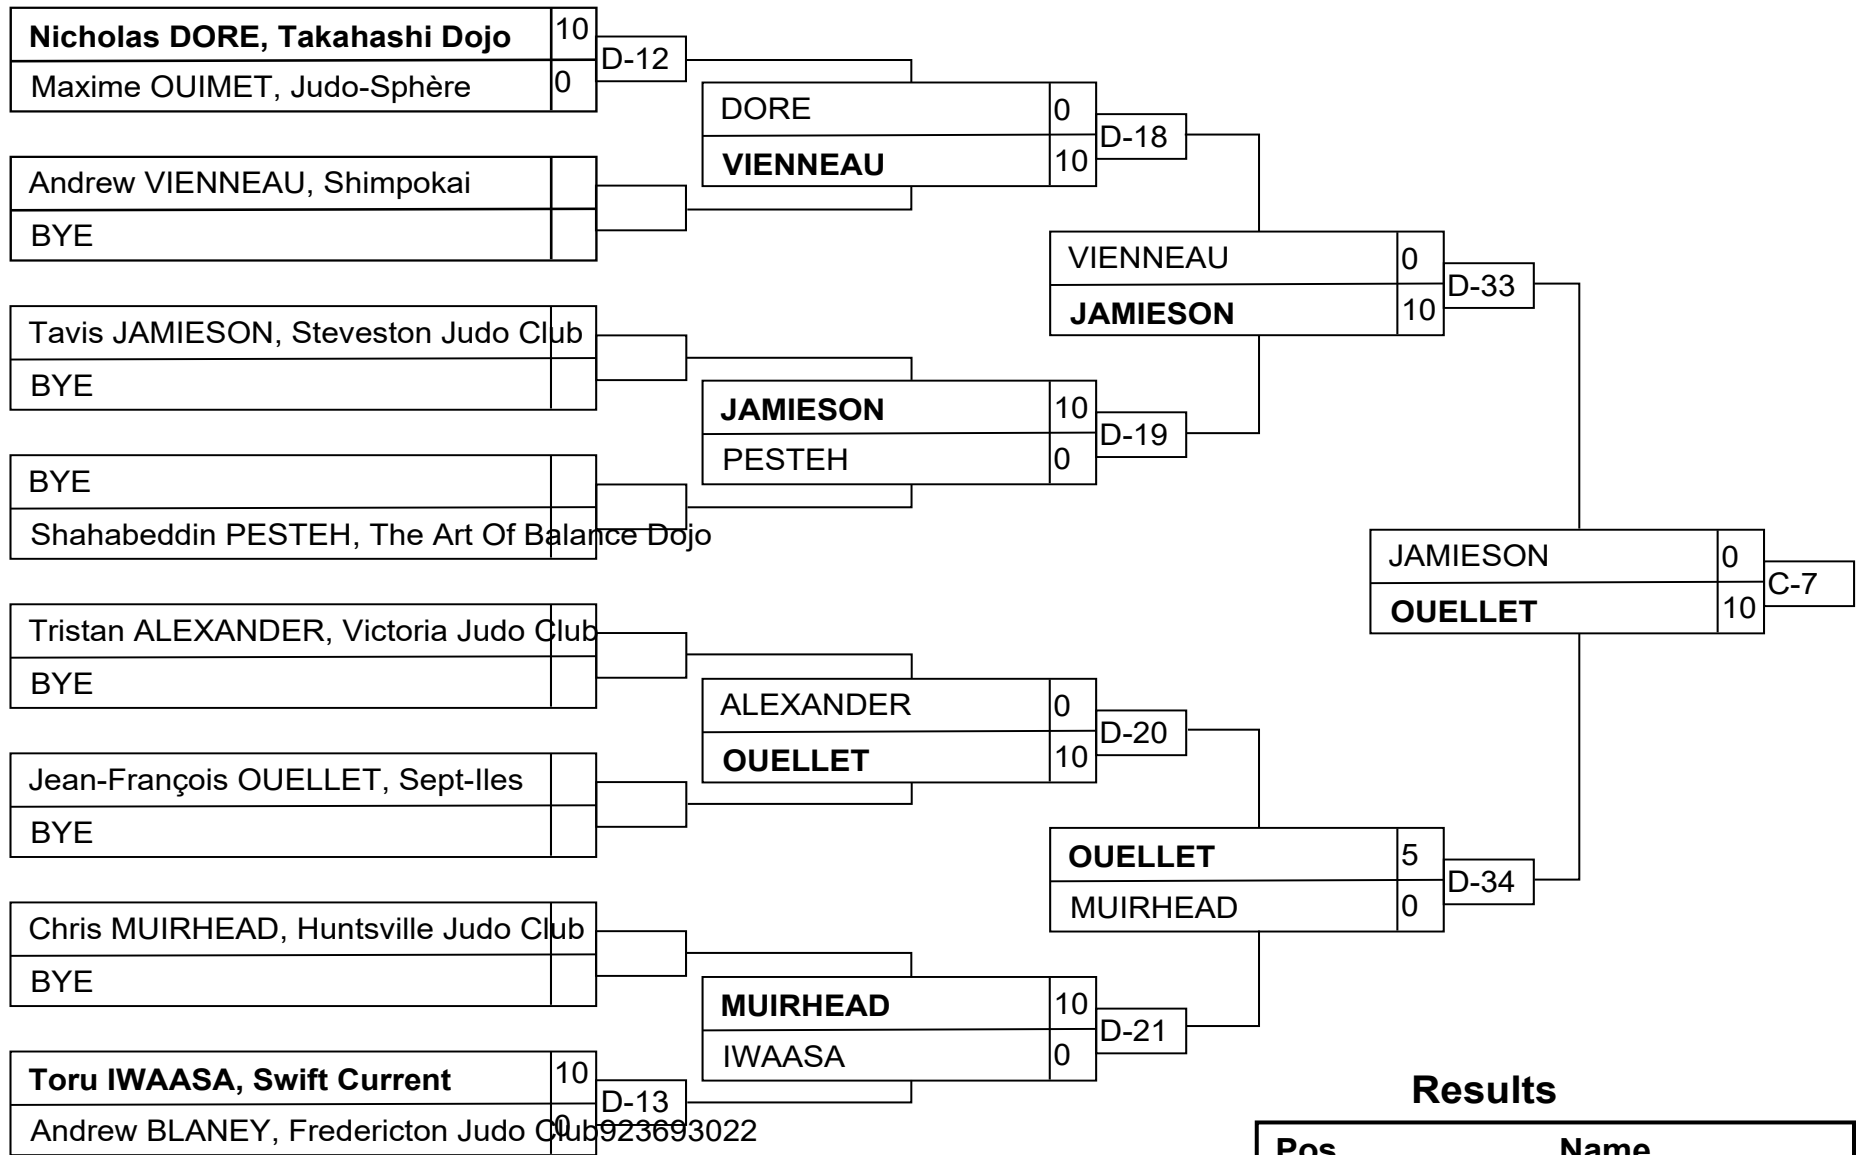 Nicholas DORE, Takahashi Dojo 10
Maxime OUIMET, Judo-Sphère 0
D-12
Andrew VIENNEAU, Shimpokai
BYE
Tavis JAMIESON, Steveston Judo Club
BYE
BYE
Shahabeddin PESTEH, The Art Of Balance Dojo
Tristan ALEXANDER, Victoria Judo Club
BYE
Jean-François OUELLET, Sept-Iles
BYE
Chris MUIRHEAD, Huntsville Judo Club
BYE
Toru IWAASA, Swift Current 10
Andrew BLANEY, Fredericton Judo Club923693022 0
D-13
DORE 0
VIENNEAU 10
D-18
JAMIESON 10
PESTEH 0
D-19
ALEXANDER 0
OUELLET 10
D-20
MUIRHEAD 10
IWAASA 0
D-21
VIENNEAU 0
JAMIESON 10
D-33
OUELLET 5
MUIRHEAD 0
D-34
JAMIESON 0
OUELLET 10
C-7
Results
Pos Name